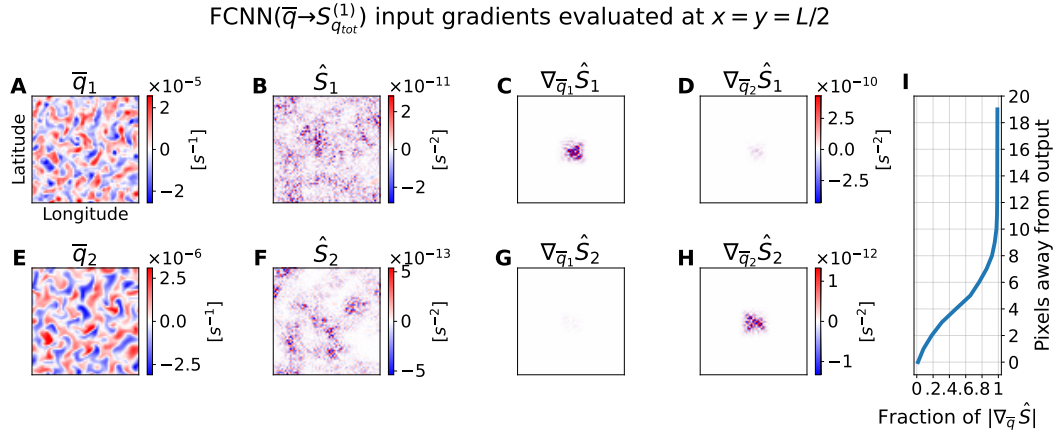 FCNN(q̅→S_{q_{tot}}^{(1)}) input gradients evaluated at x = y = L/2
A q̅₁ ×10⁻⁵
Latitude
Longitude
2
0
−2
[s⁻¹]
B Ŝ₁ ×10⁻¹¹
1
0
−1
[s⁻²]
C ∇_{q̅₁}Ŝ₁
D ∇_{q̅₂}Ŝ₁ ×10⁻¹⁰
2.5
0.0
−2.5
[s⁻²]
E q̅₂ ×10⁻⁶
2.5
0.0
−2.5
[s⁻¹]
F Ŝ₂ ×10⁻¹³
5
0
−5
[s⁻²]
G ∇_{q̅₁}Ŝ₂
H ∇_{q̅₂}Ŝ₂ ×10⁻¹²
1
0
−1
[s⁻²]
I
20
18
16
14
12
10
8
6
4
2
0
Pixels away from output
0 .2 .4 .6 .8 1
Fraction of |∇_{q̅}Ŝ|